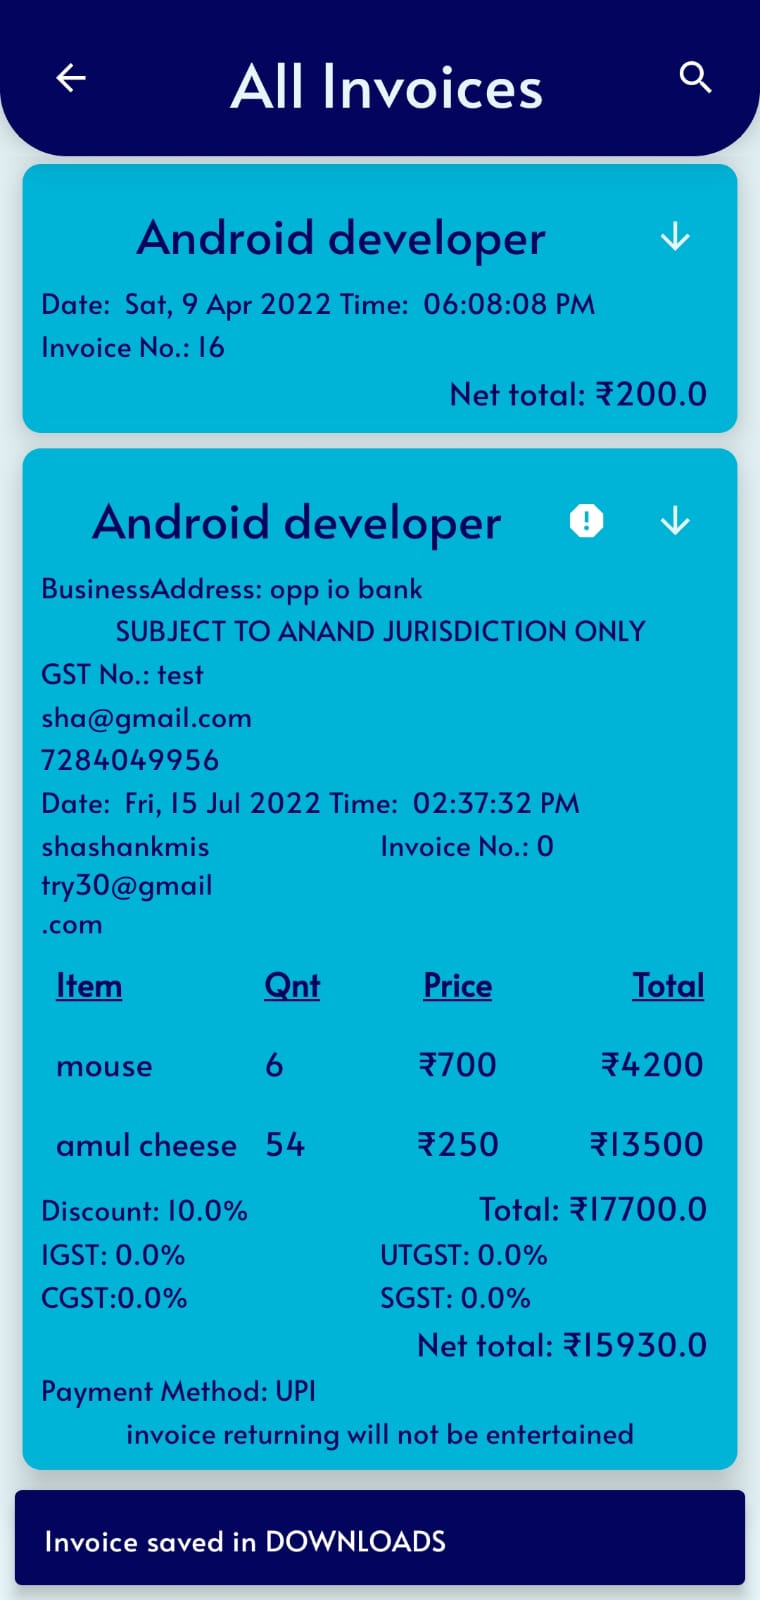 All Invoices
Android developer
Date: Sat, 9 Apr 2022 Time: 06:08:08 PM
Invoice No.: 16
Net total: ₹200.0
Android developer
BusinessAddress: opp io bank
SUBJECT TO ANAND JURISDICTION ONLY
GST No.: test
sha@gmail.com
7284049956
Date: Fri, 15 Jul 2022 Time: 02:37:32 PM
shashankmis Invoice No.: 0
try30@gmail
.com
Item Qnt Price Total
mouse 6 ₹700 ₹4200
amul cheese 54 ₹250 ₹13500
Discount: 10.0% Total: ₹17700.0
IGST: 0.0% UTGST: 0.0%
CGST:0.0% SGST: 0.0%
Net total: ₹15930.0
Payment Method: UPI
invoice returning will not be entertained
Invoice saved in DOWNLOADS